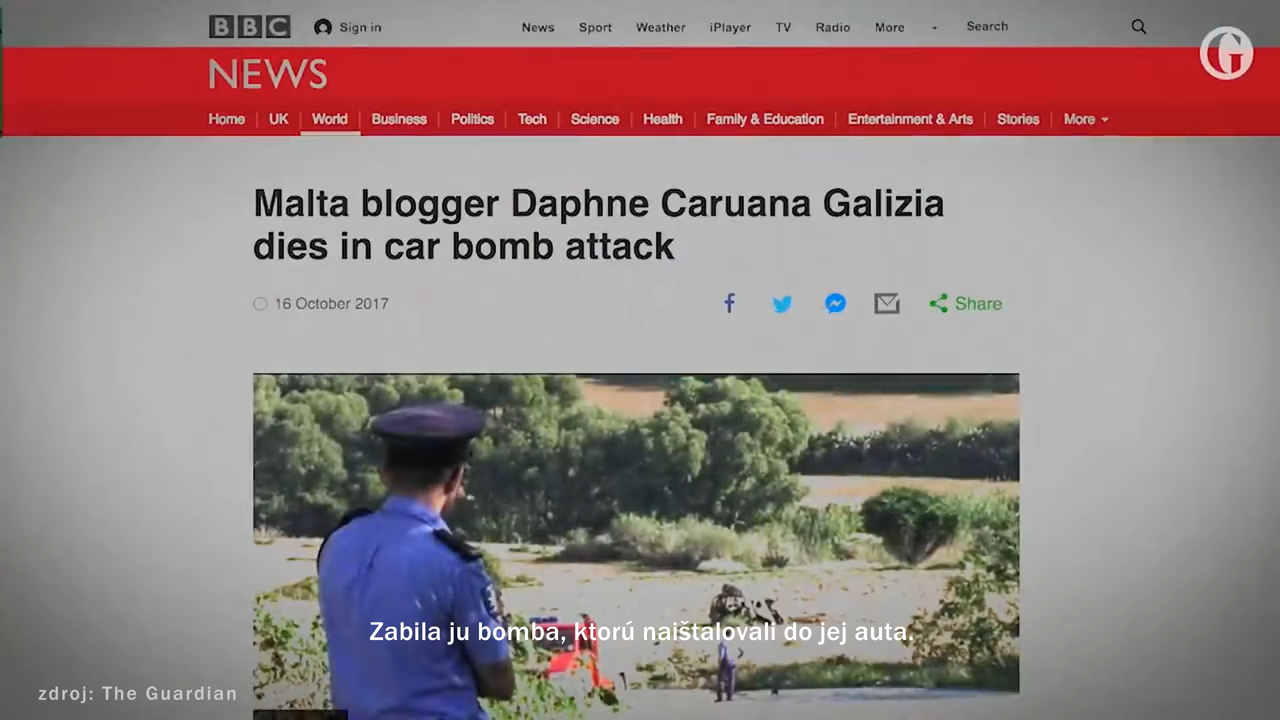 BBC Sign in News Sport Weather iPlayer TV Radio More Search
G
NEWS
Home UK World Business Politics Tech Science Health Family & Education Entertainment & Arts Stories More
Malta blogger Daphne Caruana Galizia
dies in car bomb attack
16 October 2017 Share
Zabila ju bomba, ktorú naištalovali do jej auta.
zdroj: The Guardian